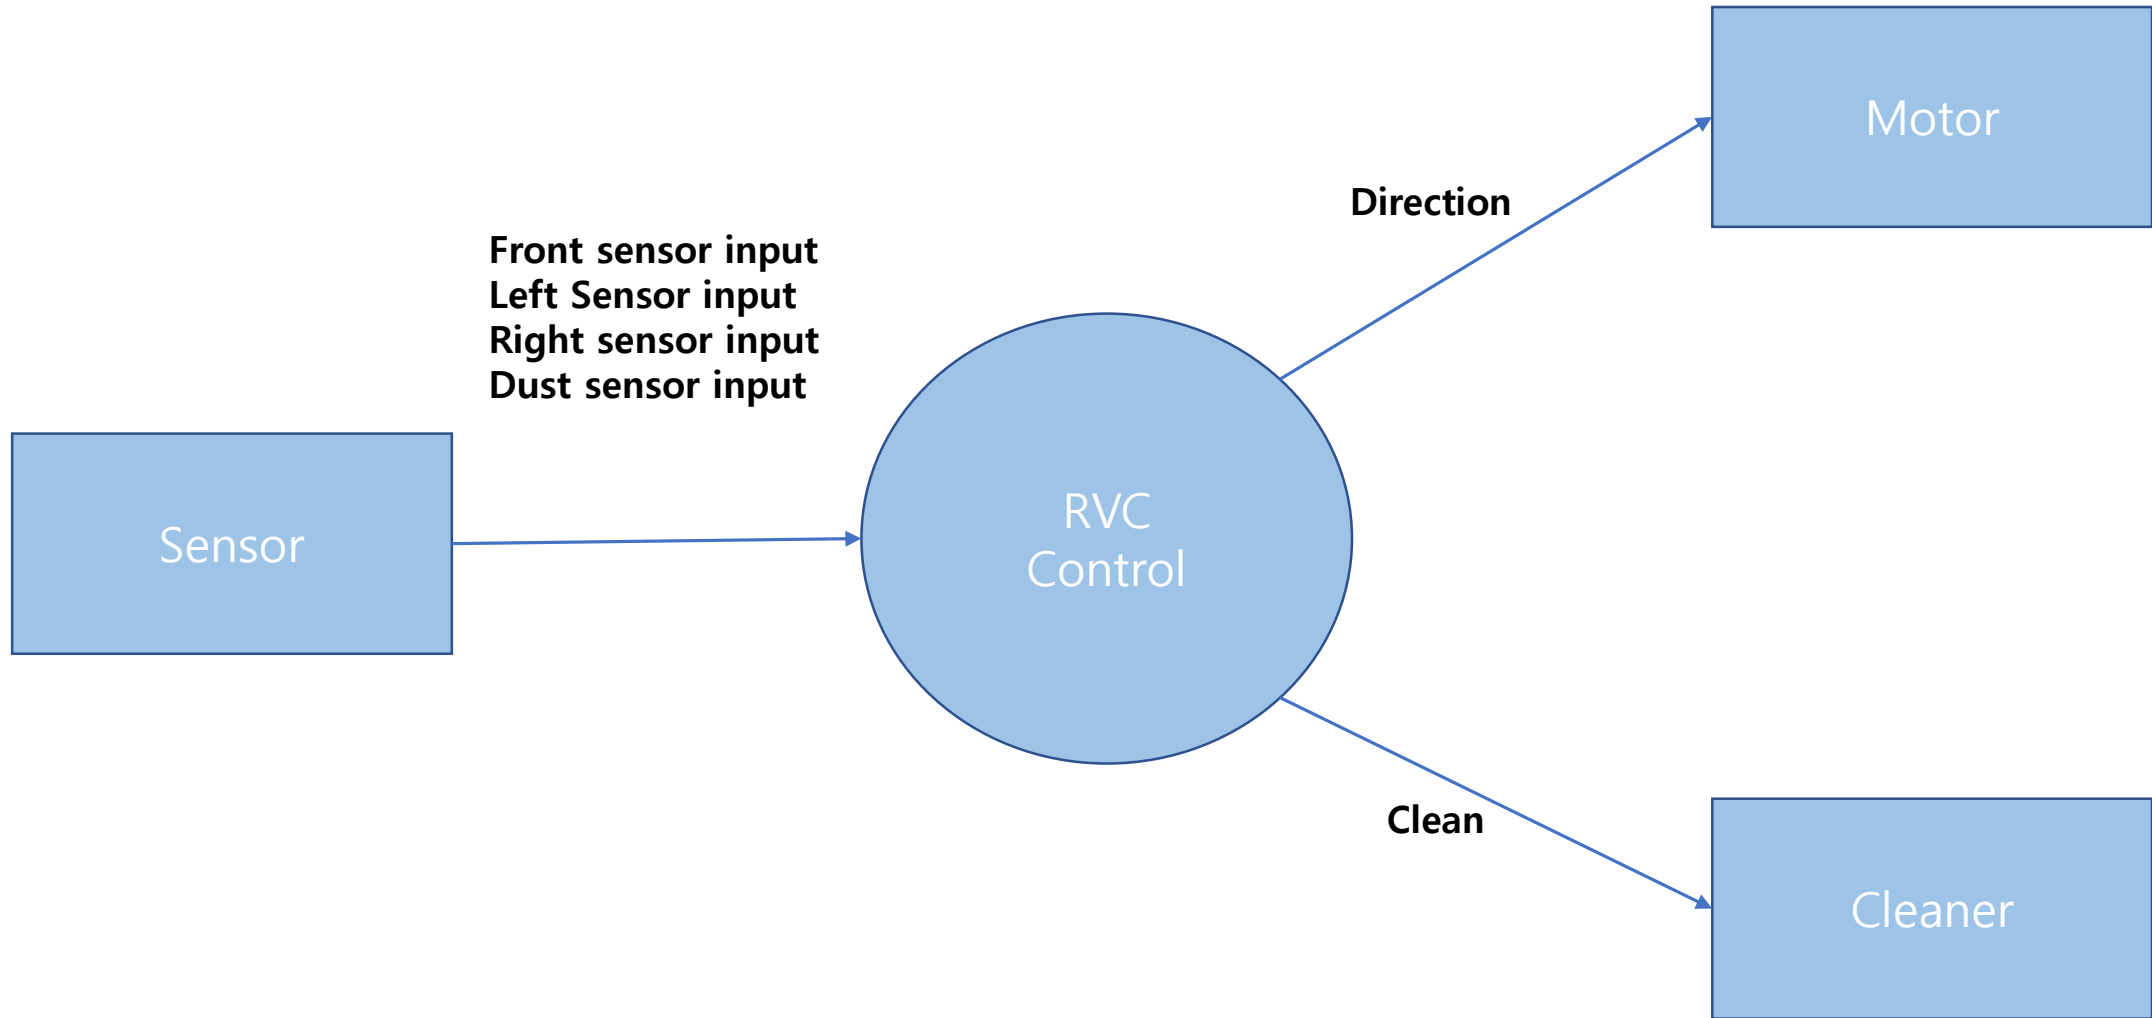 Motor
Direction
Front sensor input
Left Sensor input
Right sensor input
Dust sensor input
Sensor
RVC
Control
Clean
Cleaner